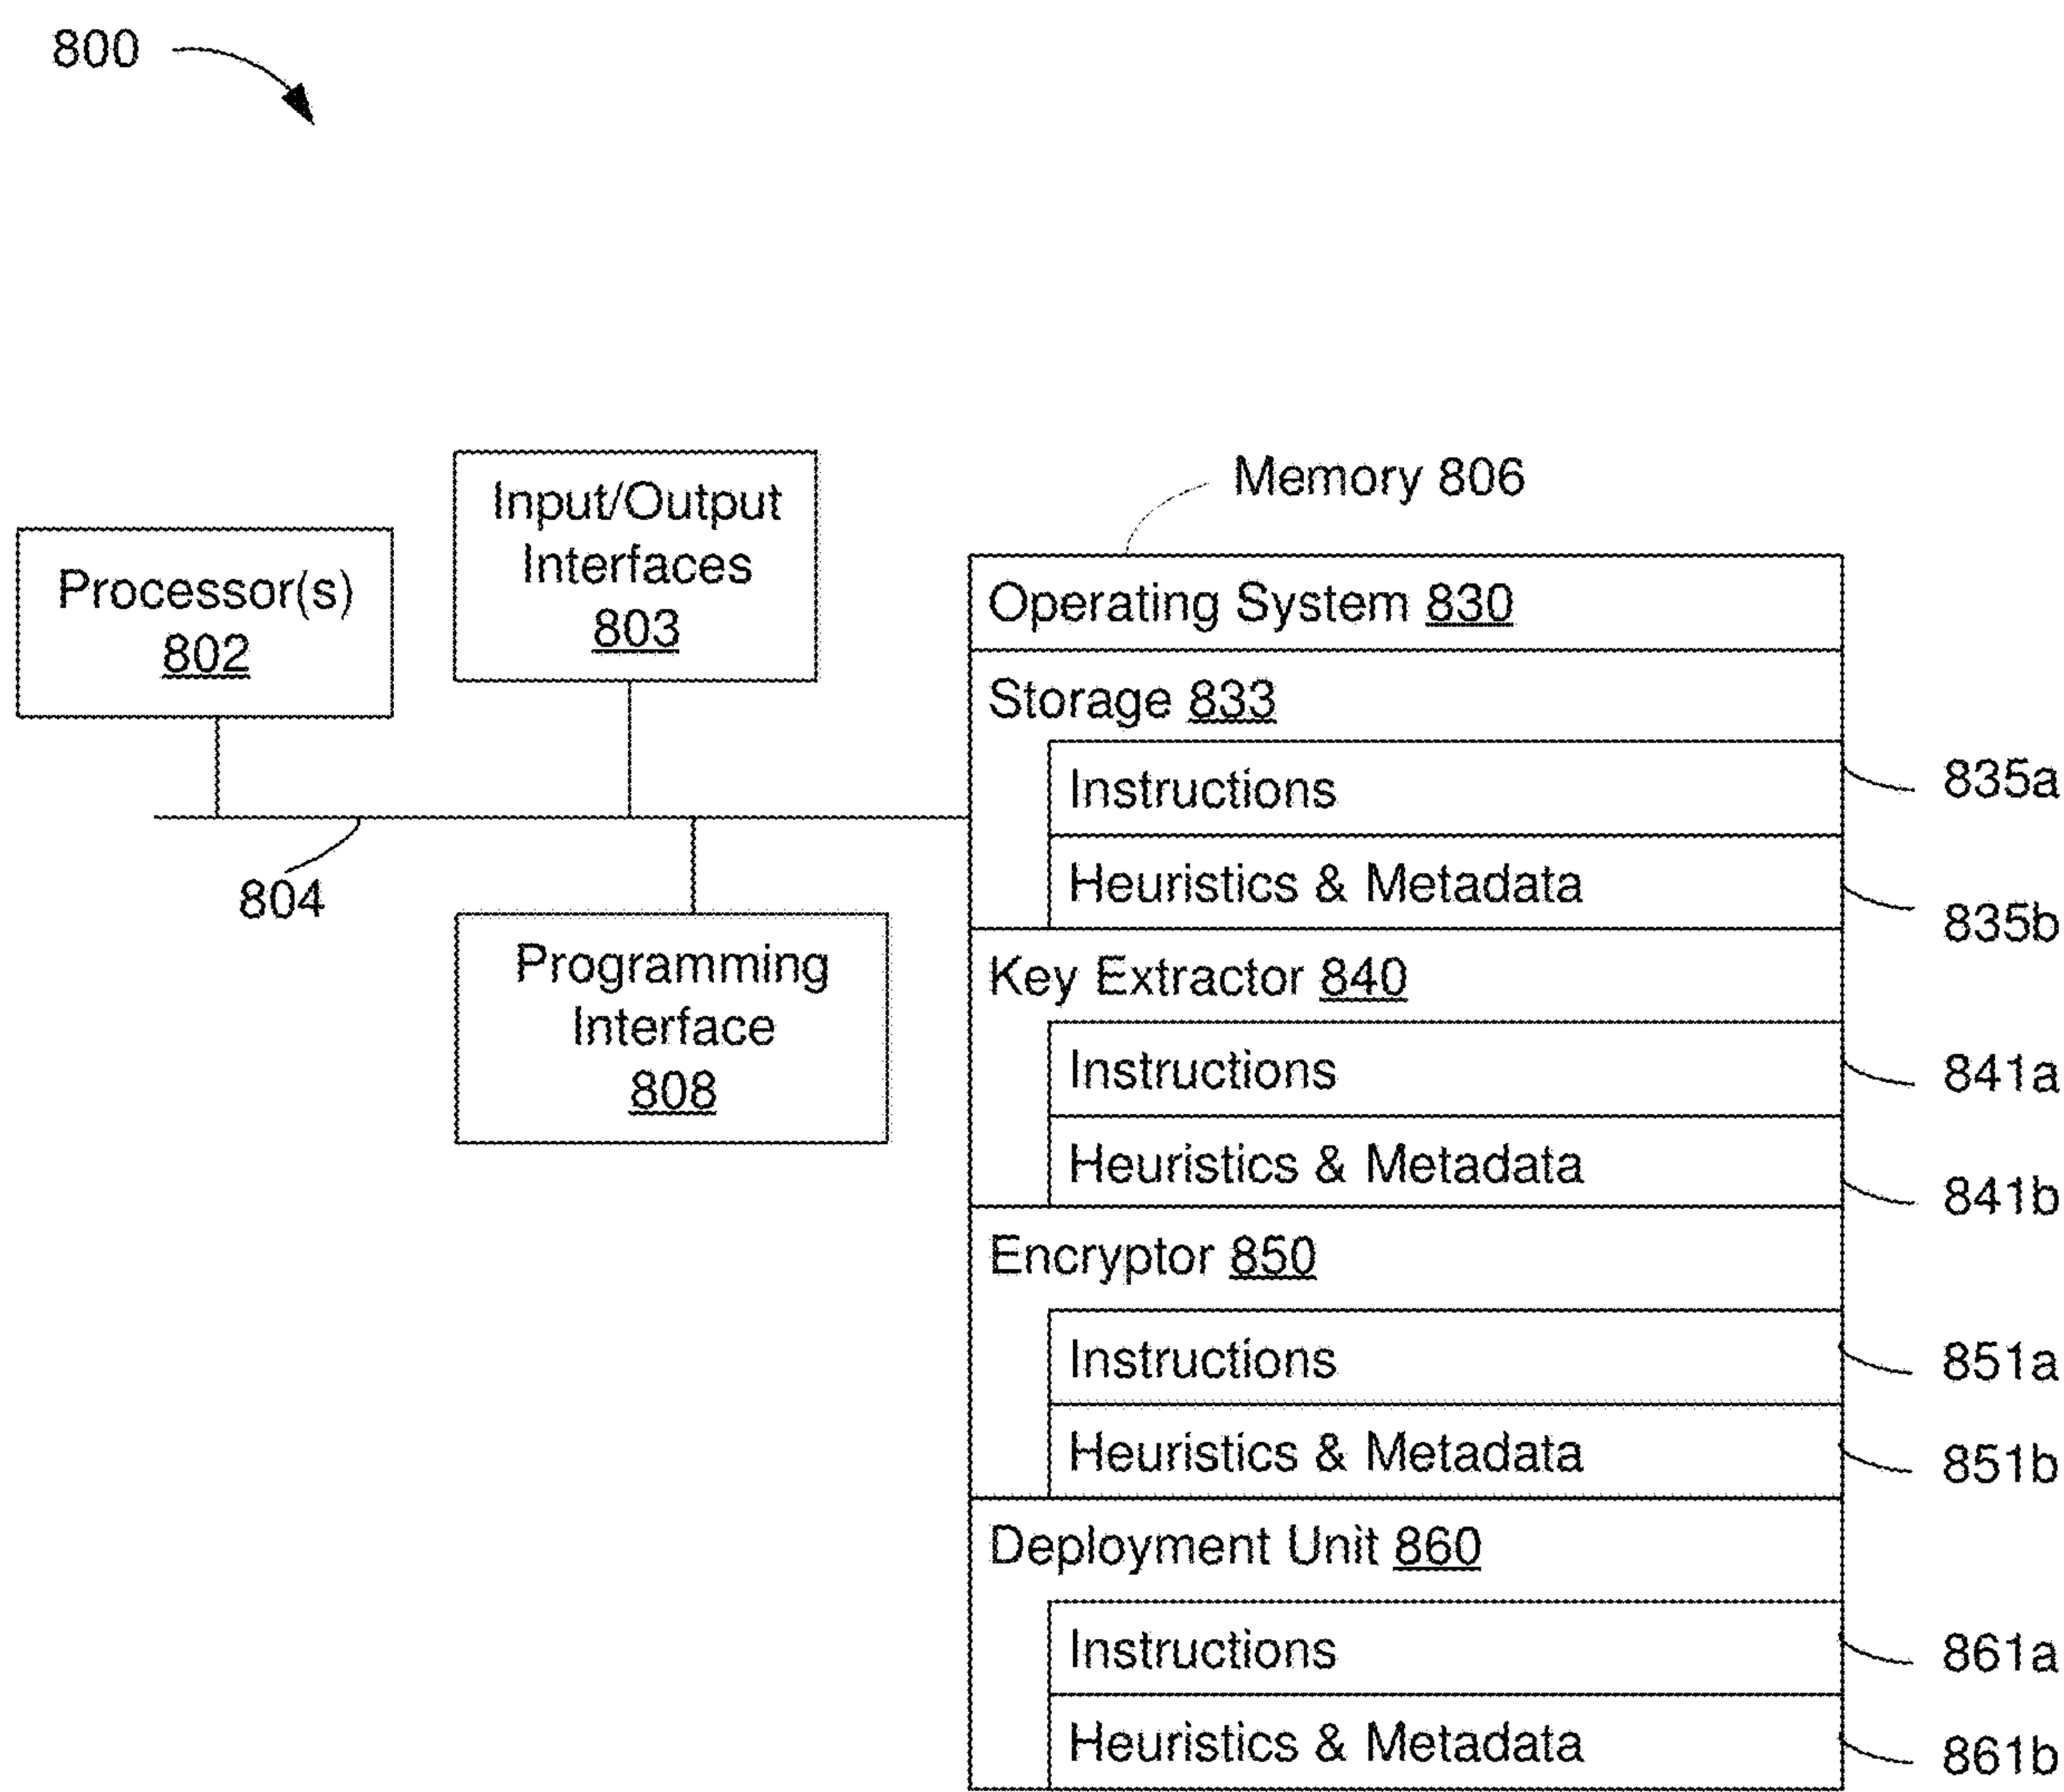 800
Processor(s)
802
Input/Output
Interfaces
803
804
Programming
Interface
808
Memory 806
Operating System 830
Storage 833
Instructions
835a
Heuristics & Metadata
835b
Key Extractor 840
Instructions
841a
Heuristics & Metadata
841b
Encryptor 850
Instructions
851a
Heuristics & Metadata
851b
Deployment Unit 860
Instructions
861a
Heuristics & Metadata
861b